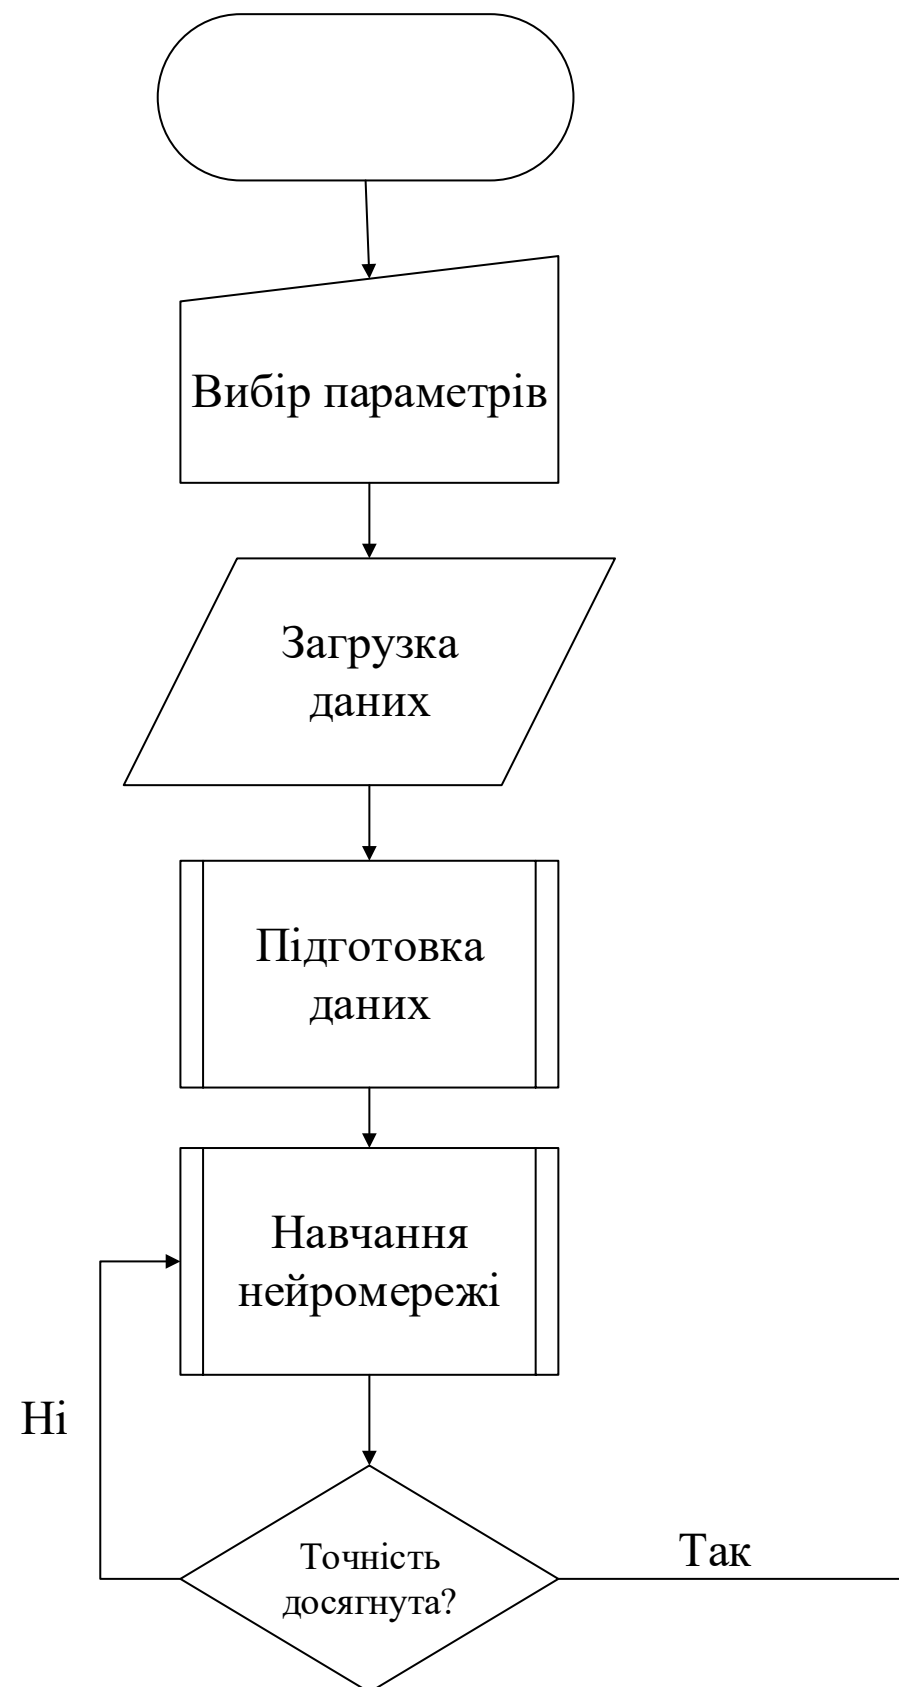 Вибір параметрів
Загрузка
даних
Підготовка
даних
Навчання
нейромережі
Ні
Точність
досягнута?
Так